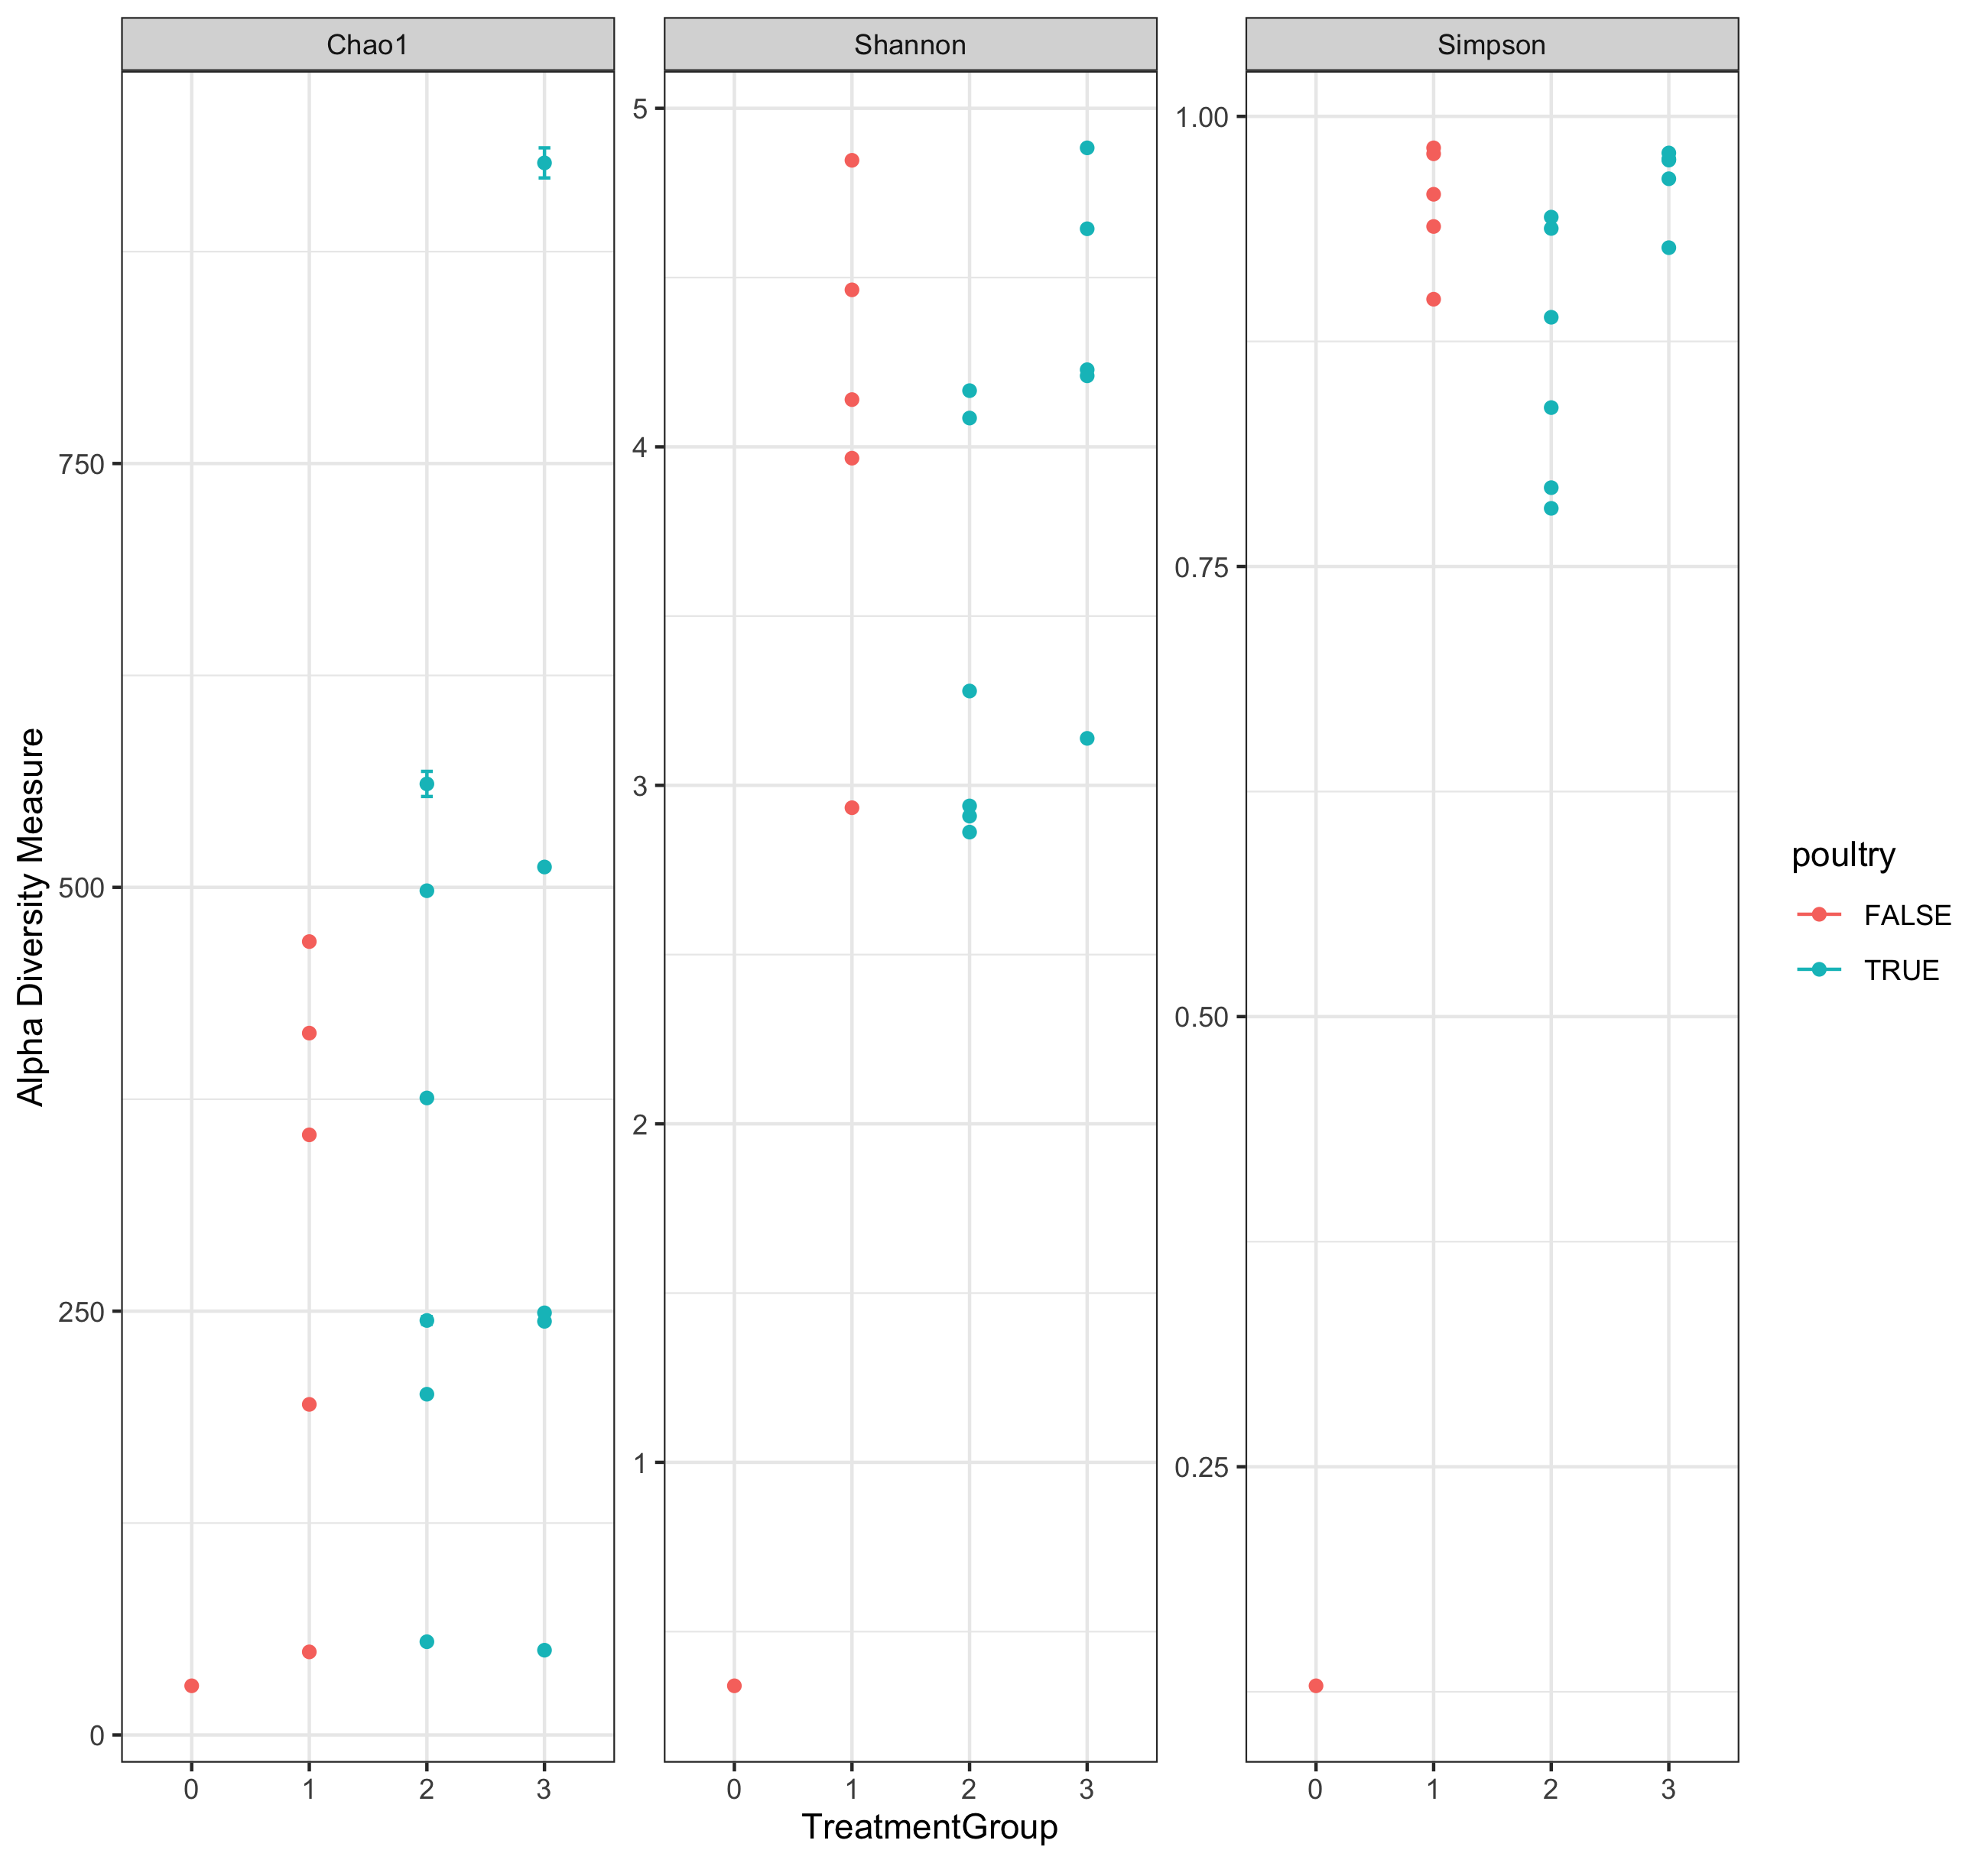 Chao1
Shannon
Simpson
Alpha Diversity Measure
750
500
250
0
5
4
3
2
1
1.00
0.75
0.50
0.25
0 1 2 3
0 1 2 3
0 1 2 3
TreatmentGroup
poultry
FALSE
TRUE